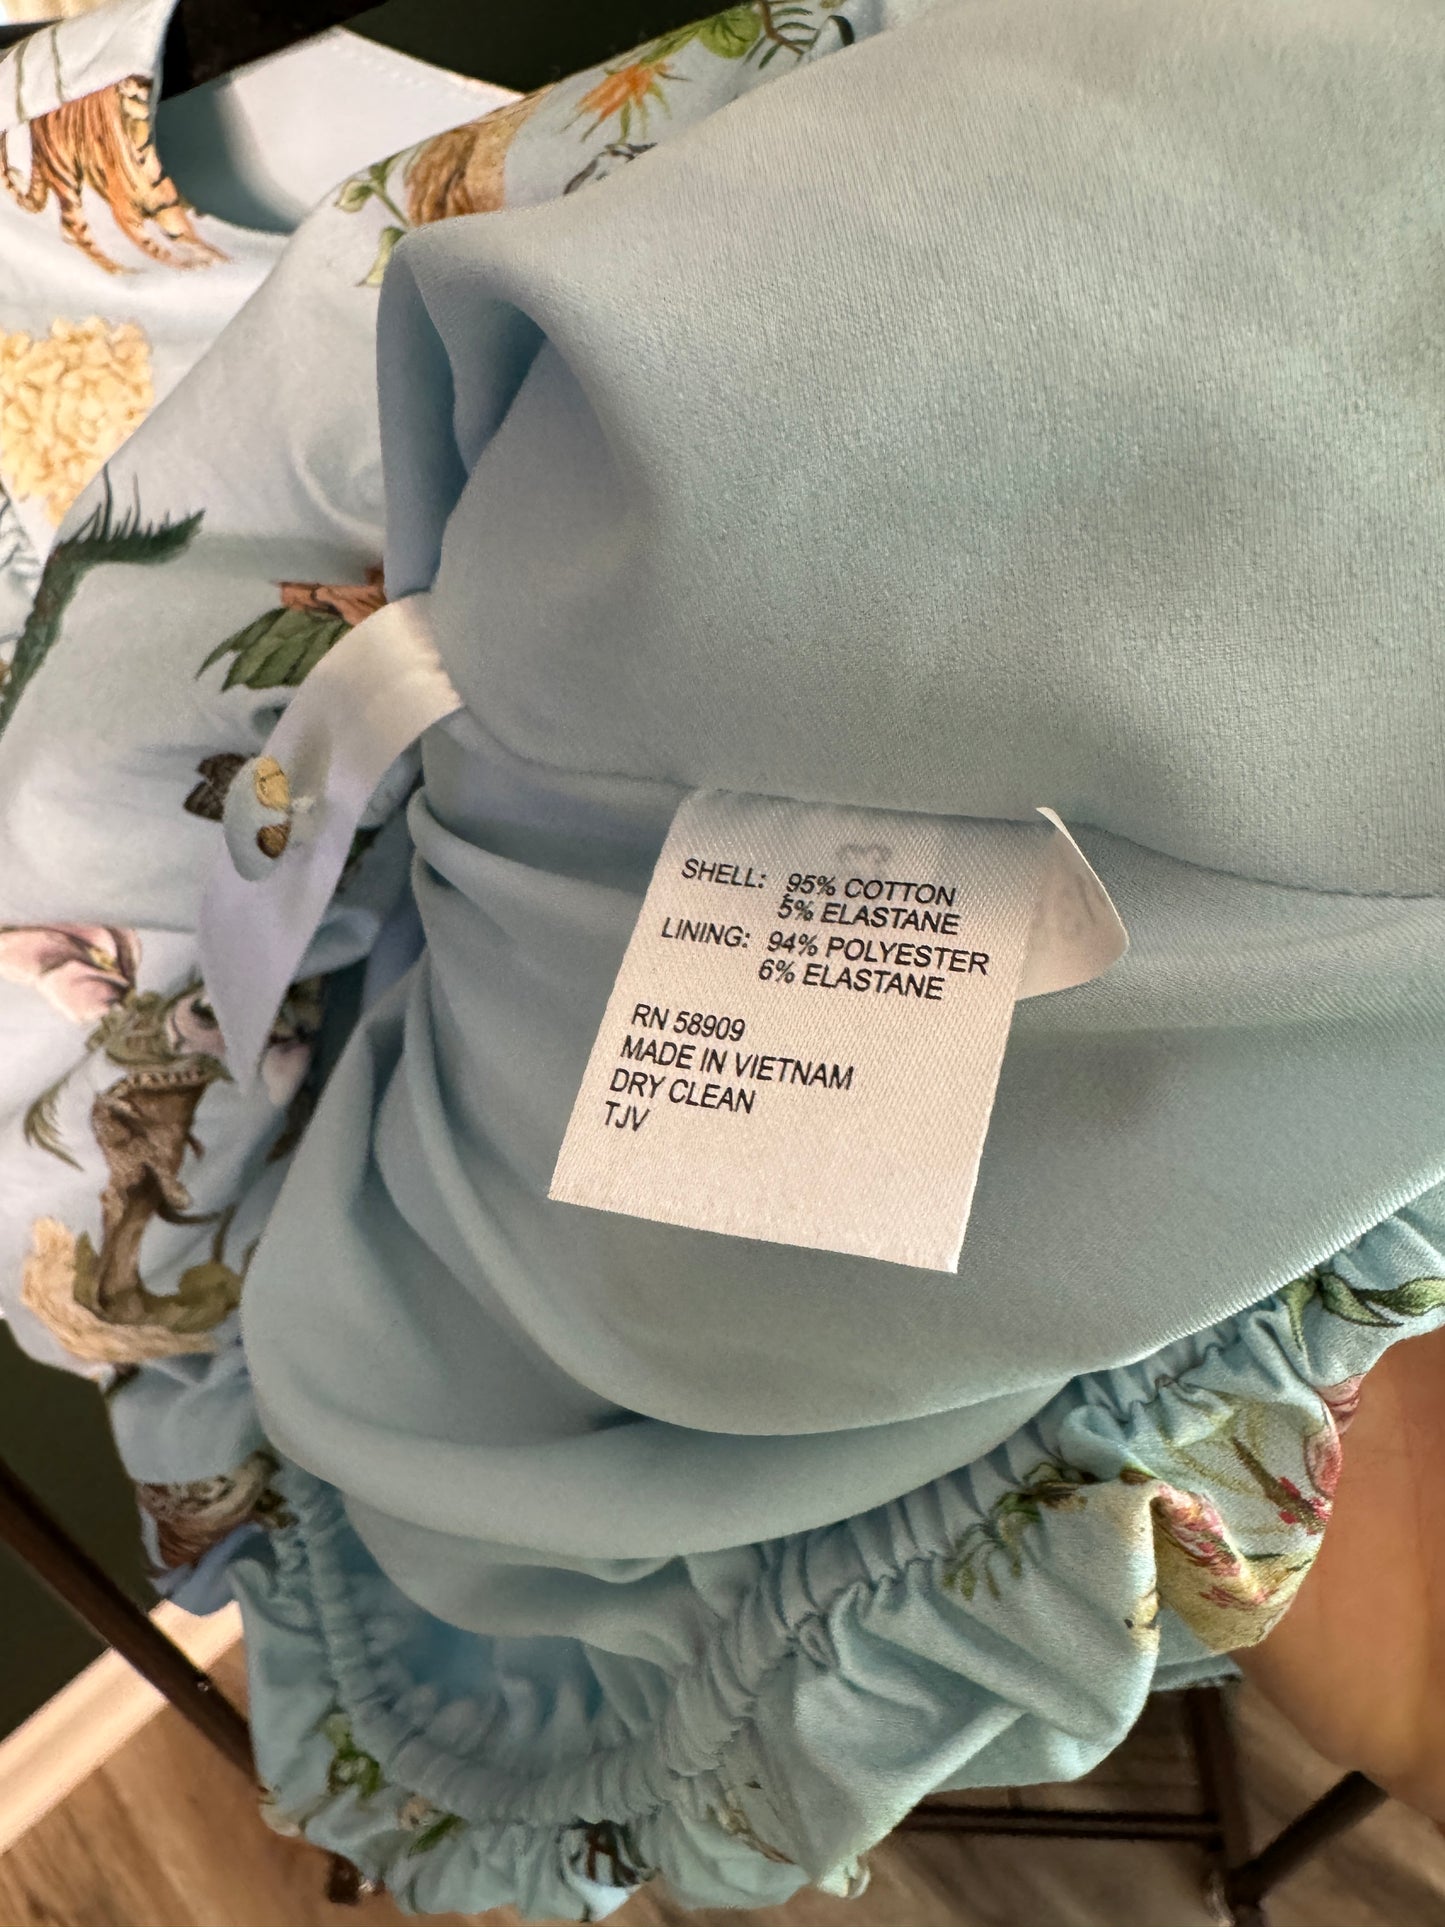 SHELL: 95% COTTON
5% ELASTANE
LINING: 94% POLYESTER
6% ELASTANE
RN 58909
MADE IN VIETNAM
DRY CLEAN
TJV